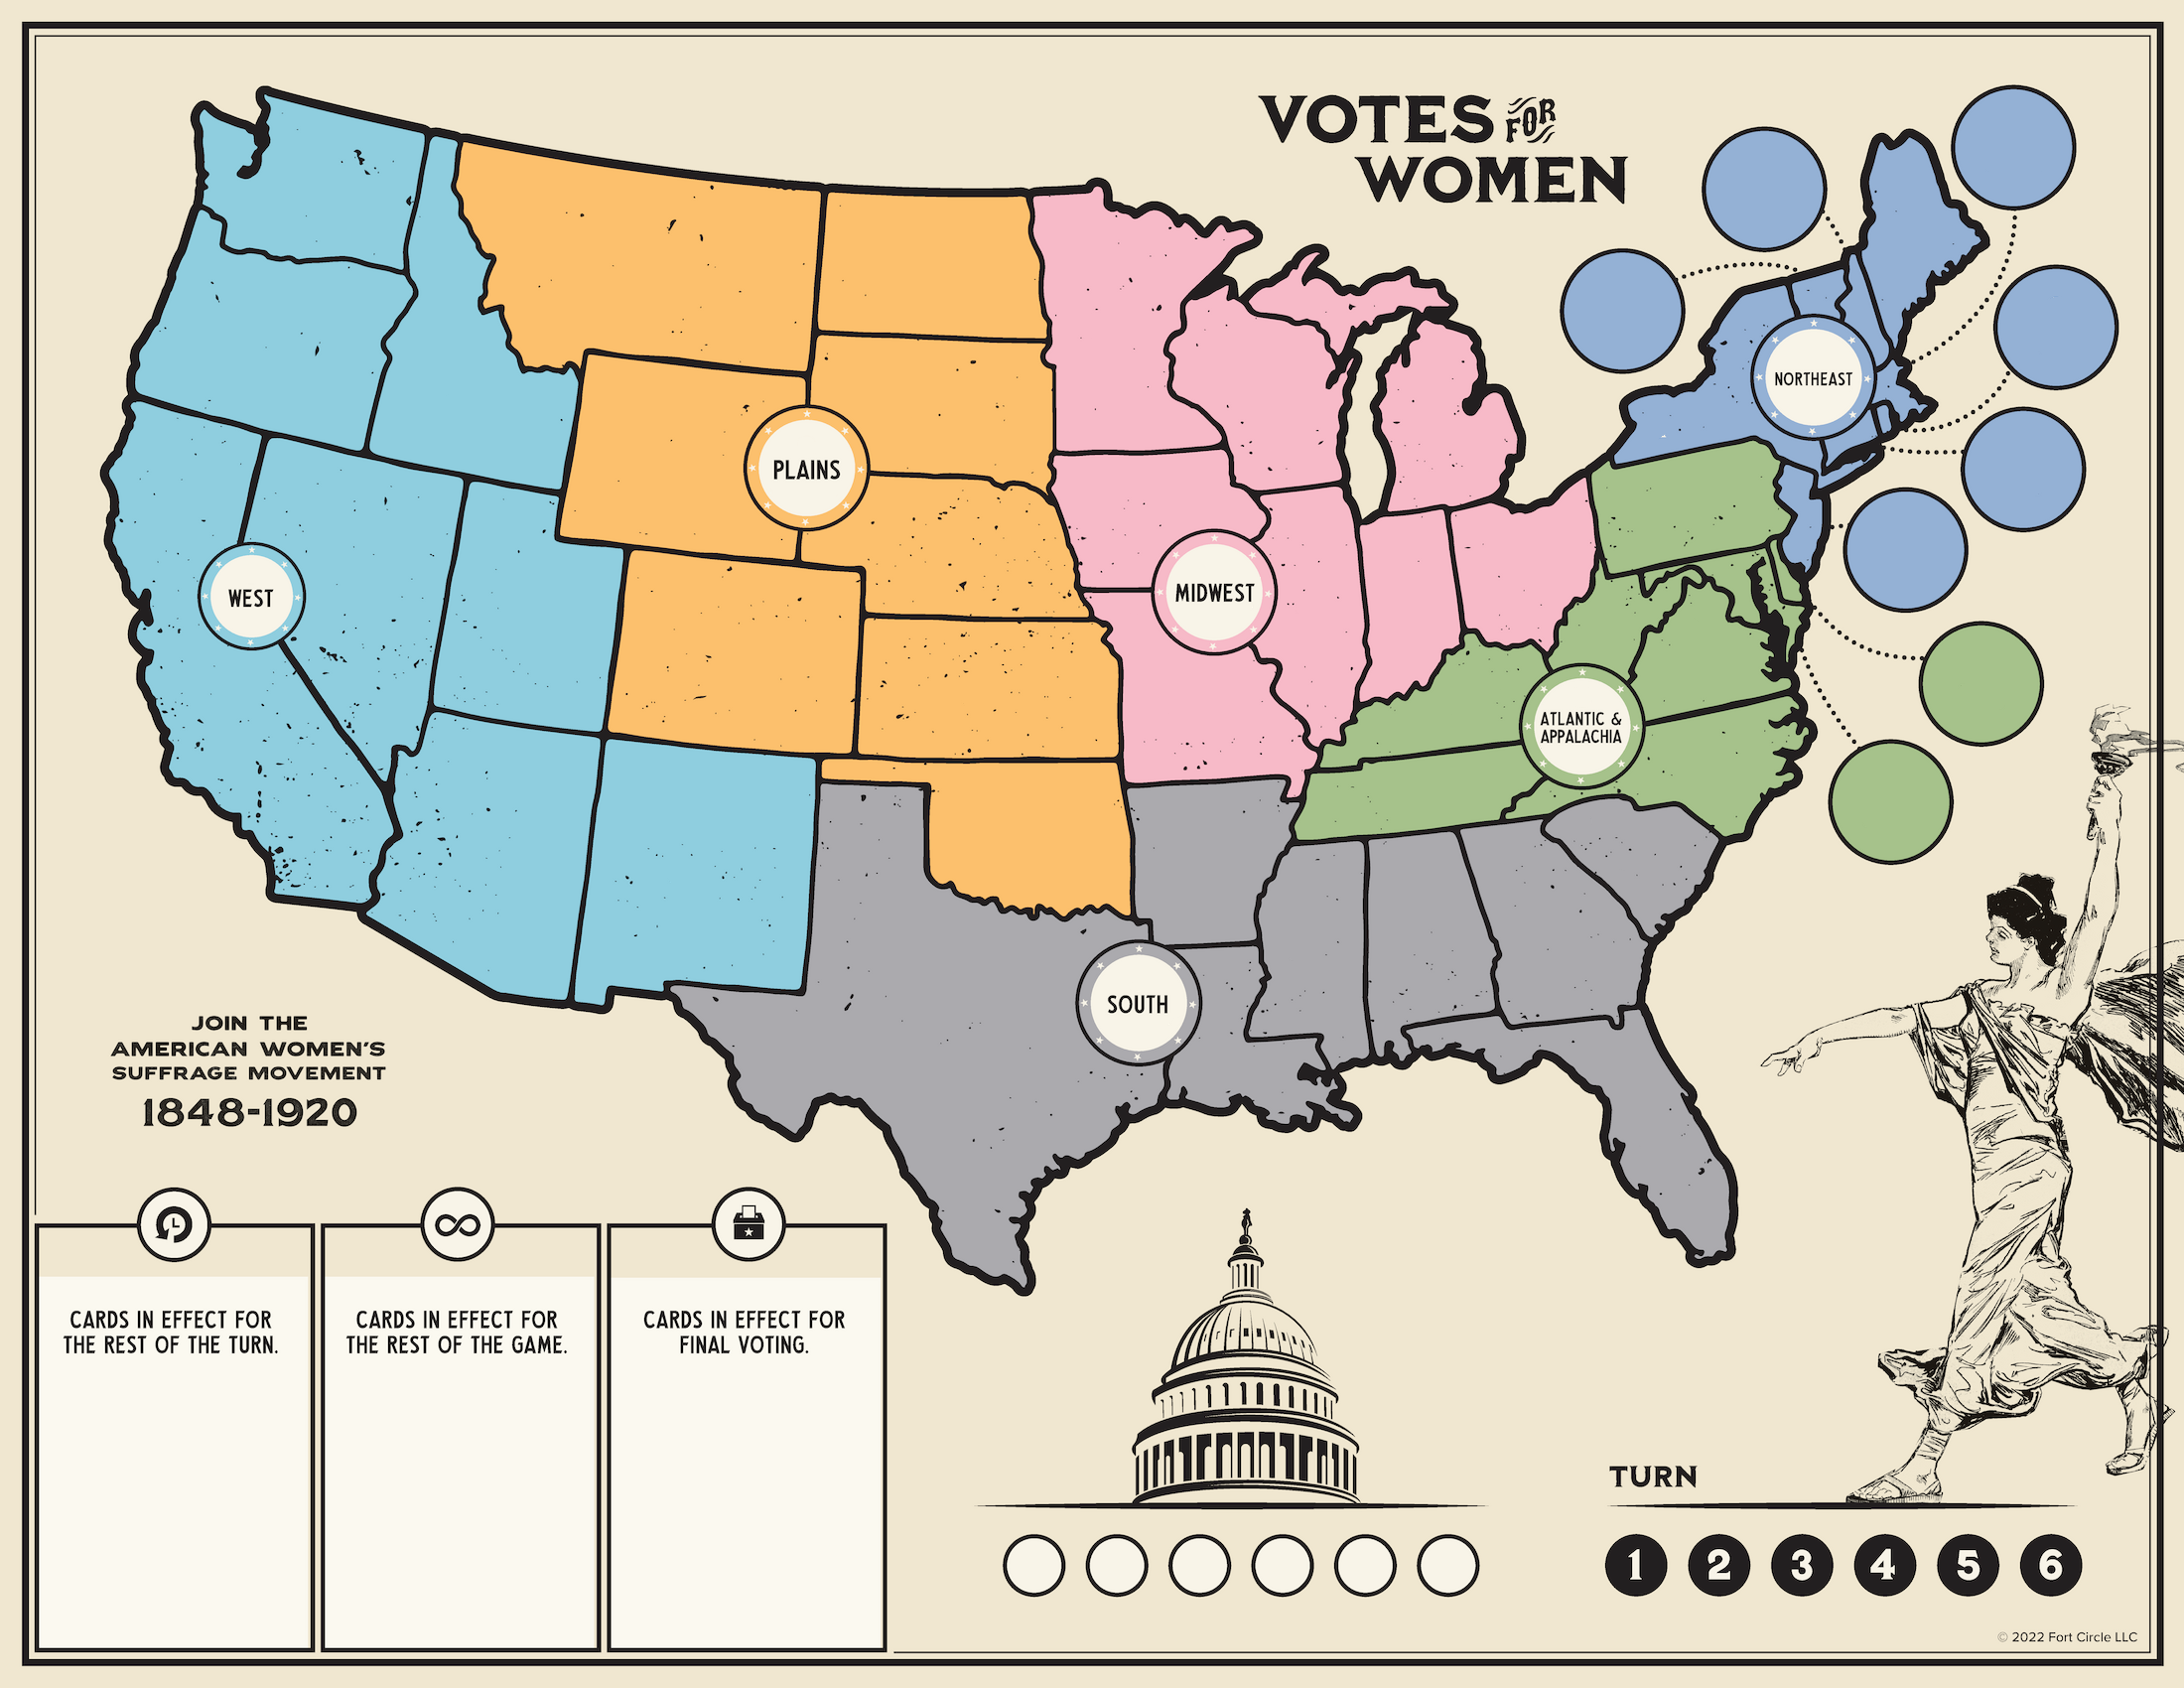 VOTES FOR
WOMEN
NORTHEAST
PLAINS
WEST
MIDWEST
ATLANTIC &
APPALACHIA
SOUTH
JOIN THE
AMERICAN WOMEN'S
SUFFRAGE MOVEMENT
1848-1920
CARDS IN EFFECT FOR
THE REST OF THE TURN.
CARDS IN EFFECT FOR
THE REST OF THE GAME.
CARDS IN EFFECT FOR
FINAL VOTING.
TURN
1 2 3 4 5 6
© 2022 Fort Circle LLC